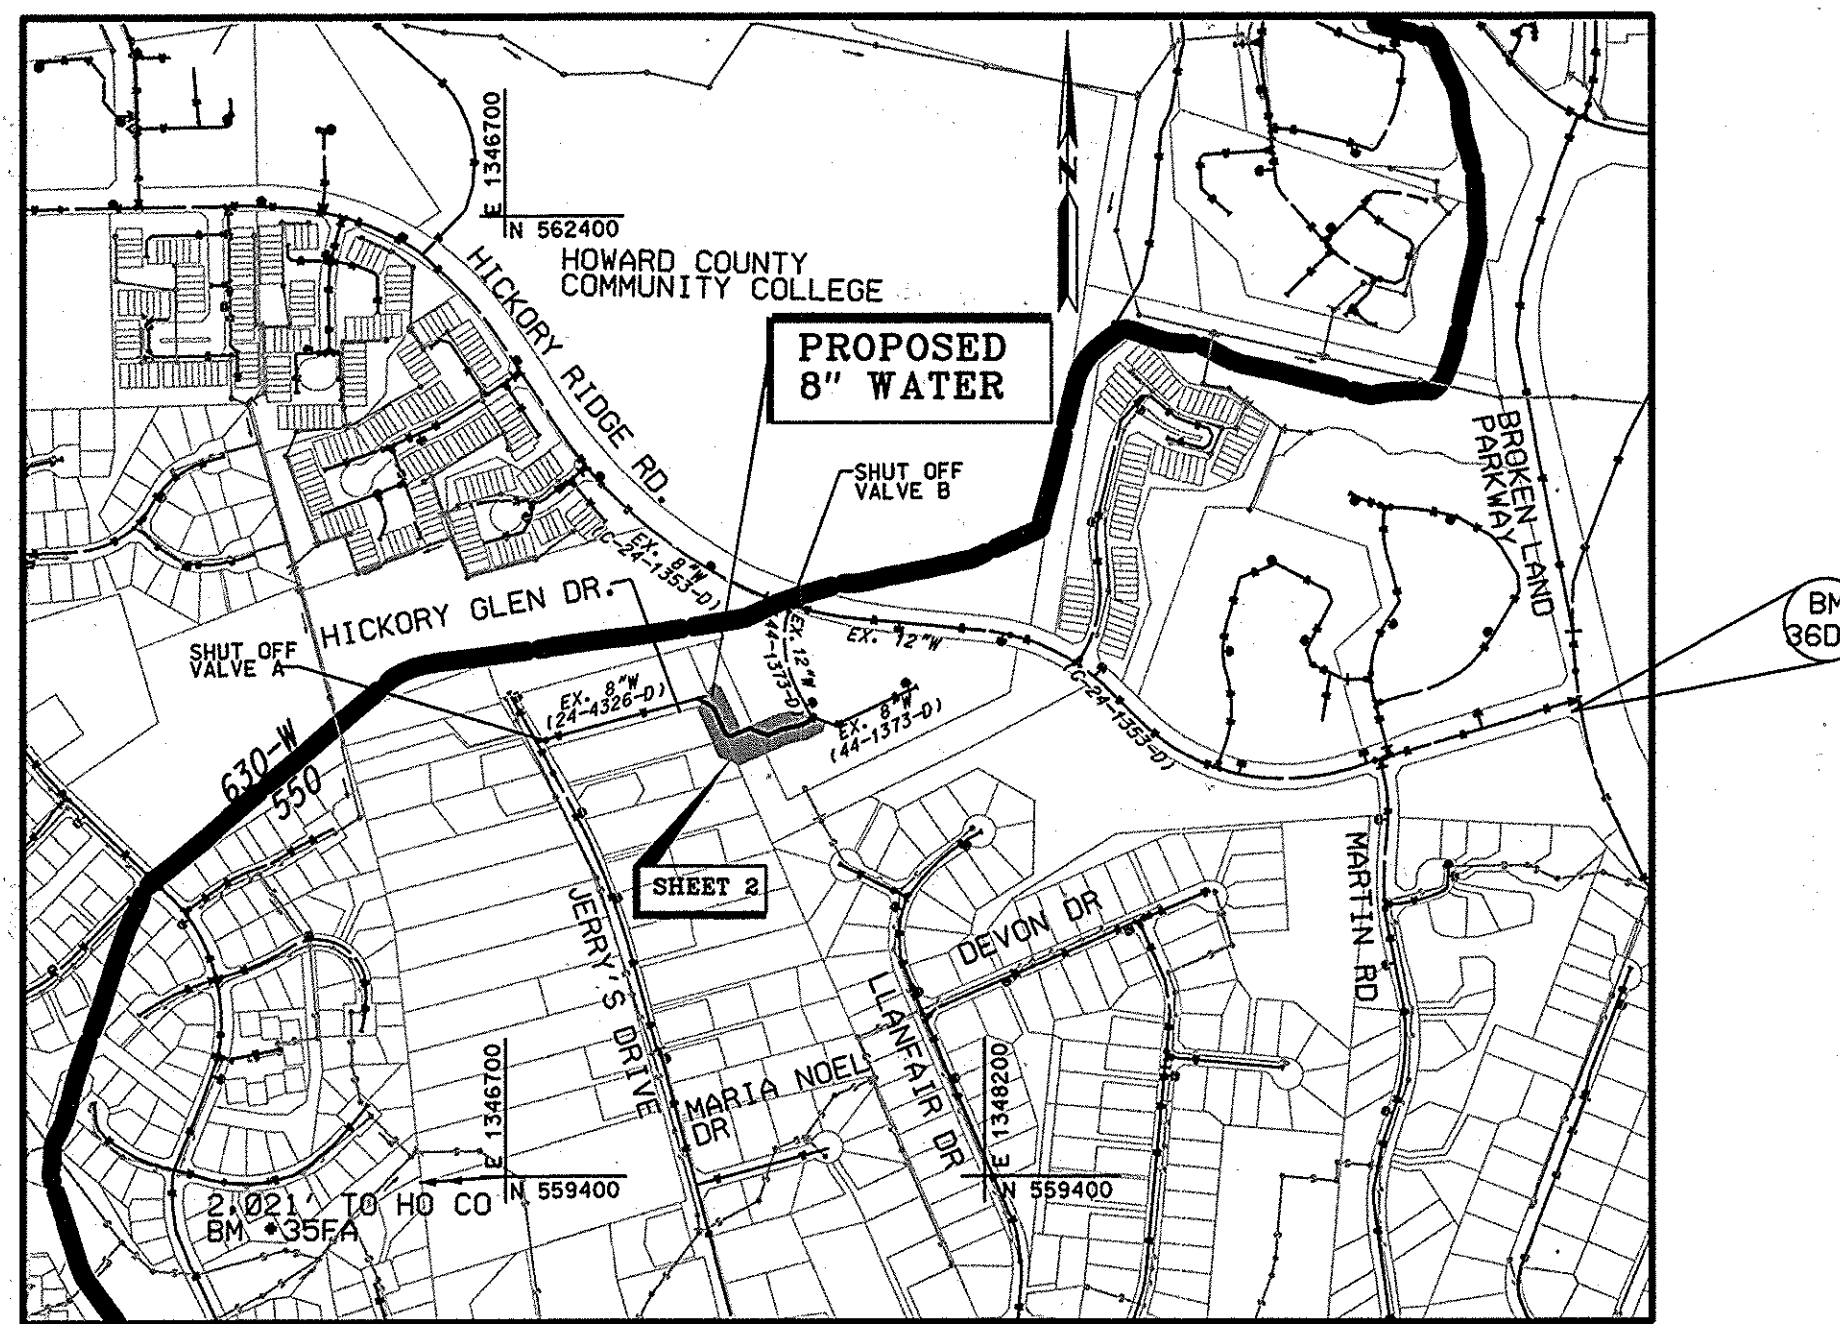 E 1346700
N
N 562400
HOWARD COUNTY
COMMUNITY COLLEGE
HICKORY RIDGE RD.
PROPOSED
8" WATER
BROKEN LAND
PARKWAY
SHUT OFF
VALVE B
EX. 8"W
(C-24-1353-D)
HICKORY GLEN DR.
SHUT OFF
VALVE A
EX. 12"W
(44-1373-D)
EX. 12"W
(C-24-1353-D)
EX. 8"W
(24-4326-D)
EX. 8"W
(44-1373-D)
BM
36D
630-W
550
SHEET 2
JERRY'S DRIVE
DEVON DR
MARTIN RD
LLANFAIR DR
MARIA NOEL
DR
E 1346700
N 559400
E 1348200
N 559400
2,021' TO HO CO
BM *35FA